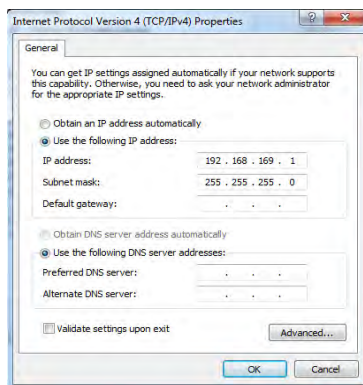 Internet Protocol Version 4 (TCP/IPv4) Properties
General
You can get IP settings assigned automatically if your network supports
this capability. Otherwise, you need to ask your network administrator
for the appropriate IP settings.
Obtain an IP address automatically
Use the following IP address:
IP address: 192 . 168 . 169 . 1
Subnet mask: 255 . 255 . 255 . 0
Default gateway: . . .
Obtain DNS server address automatically
Use the following DNS server addresses:
Preferred DNS server: . . .
Alternate DNS server: . . .
Validate settings upon exit
Advanced...
OK Cancel